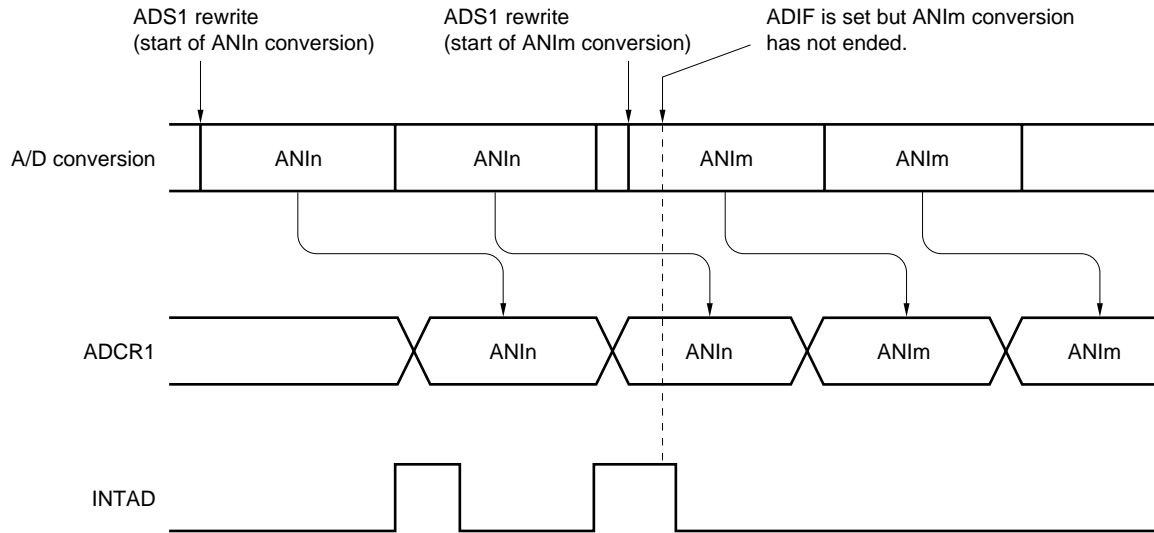 ADS1 rewrite
(start of ANIn conversion)
ADS1 rewrite
(start of ANIm conversion)
ADIF is set but ANIm conversion
has not ended.
A/D conversion
ANIn
ANIn
ANIm
ANIm
ADCR1
ANIn
ANIn
ANIm
ANIm
INTAD